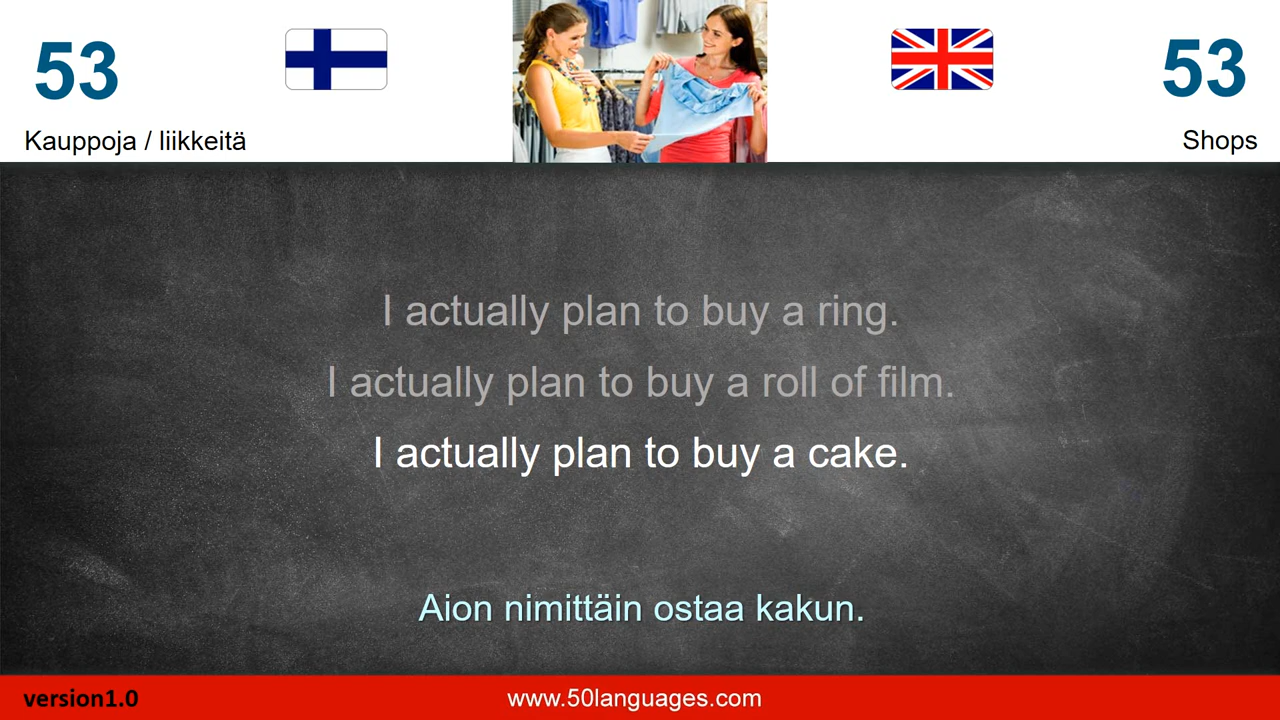 53
53
Kauppoja / liikkeitä
Shops
I actually plan to buy a ring.
I actually plan to buy a roll of film.
I actually plan to buy a cake.
Aion nimittäin ostaa kakun.
version1.0
www.50languages.com